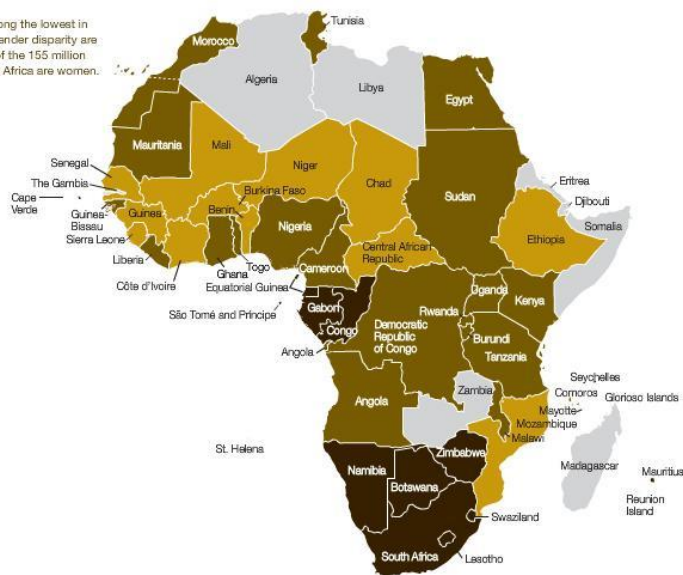 ong the lowest in
ender disparity are
of the 155 million
Africa are women.
Tunisia
Morocco
Algeria
Libya
Egypt
Mauritania
Mali
Niger
Chad
Sudan
Eritrea
Djibouti
Somalia
Ethiopia
Senegal
The Gambia
Cape
Verde
Guinea-
Bissau
Guinea
Sierra Leone
Liberia
Côte d'Ivoire
Burkina Faso
Benin
Ghana
Togo
Nigeria
Cameroon
Central African
Republic
Equatorial Guinea
São Tomé and Principe
Gabon
Congo
Democratic
Republic
of Congo
Rwanda
Uganda
Kenya
Burundi
Tanzania
Angola
Angola
Zambia
Seychelles
Comoros
Glorioso Islands
Mayotte
Mozambique
Malawi
Madagascar
Mauritius
Reunion
Island
St. Helena
Zimbabwe
Namibia
Botswana
Swaziland
South Africa
Lasotho